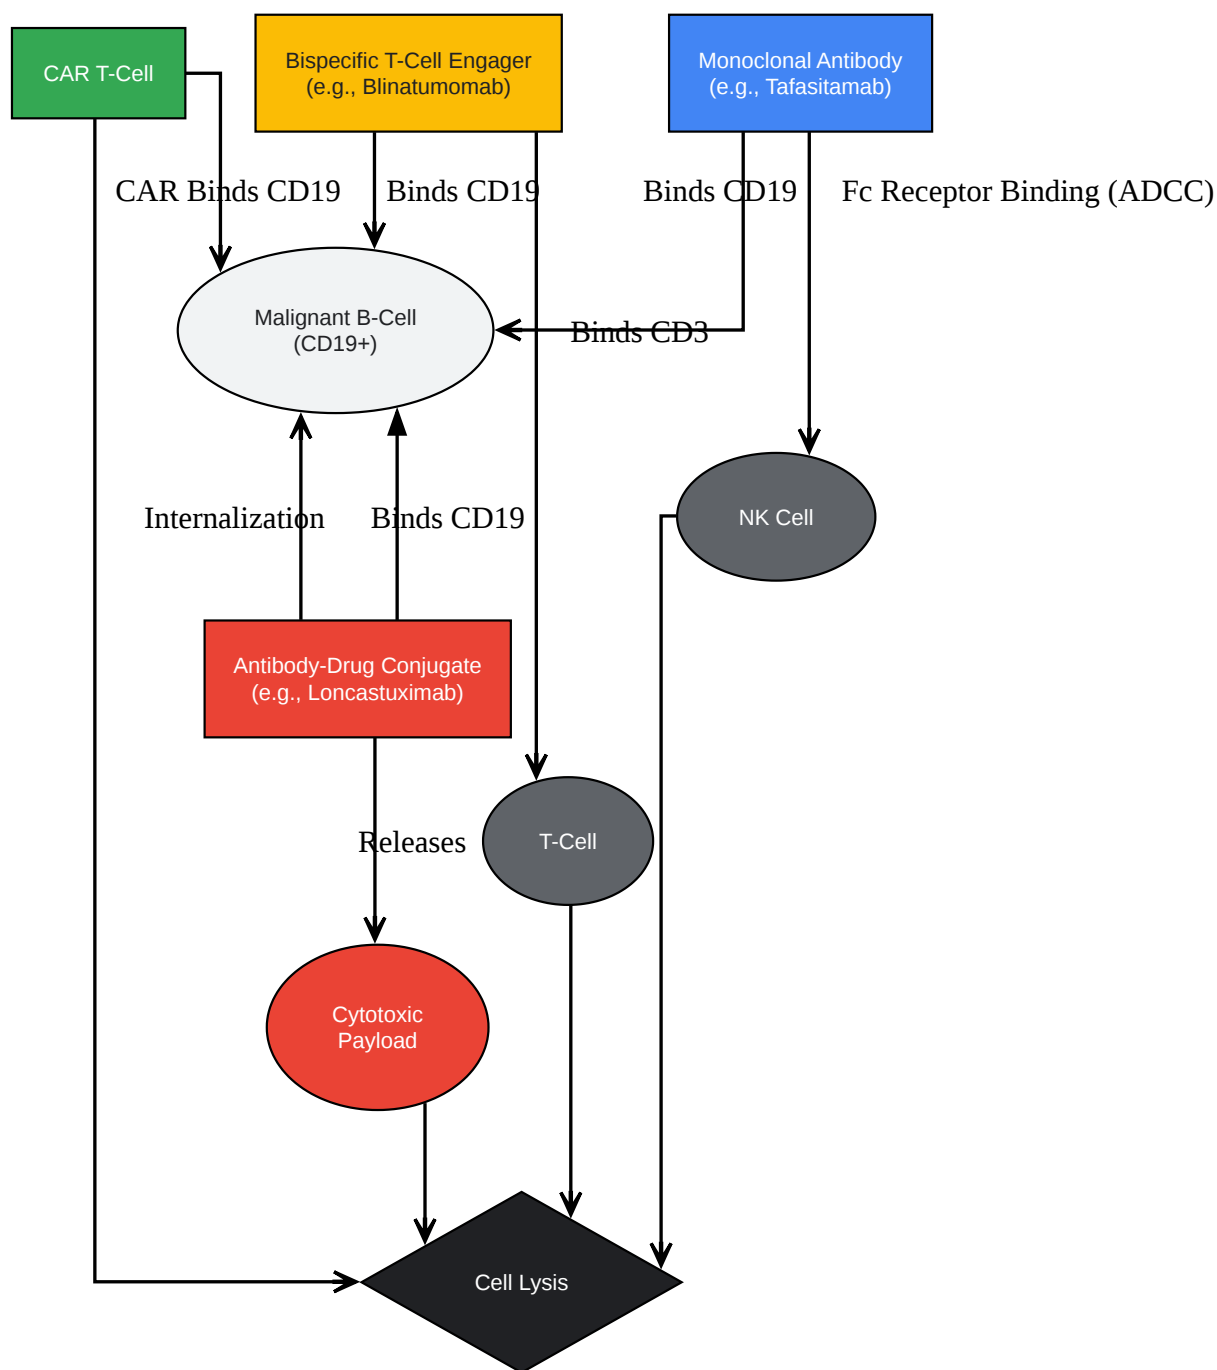 CAR T-Cell
Bispecific T-Cell Engager
(e.g., Blinatumomab)
Monoclonal Antibody
(e.g., Tafasitamab)
CAR Binds CD19
Binds CD19
Binds CD19
Fc Receptor Binding (ADCC)
Malignant B-Cell
(CD19+)
Binds CD3
Internalization
Binds CD19
NK Cell
Antibody-Drug Conjugate
(e.g., Loncastuximab)
Releases
T-Cell
Cytotoxic
Payload
Cell Lysis